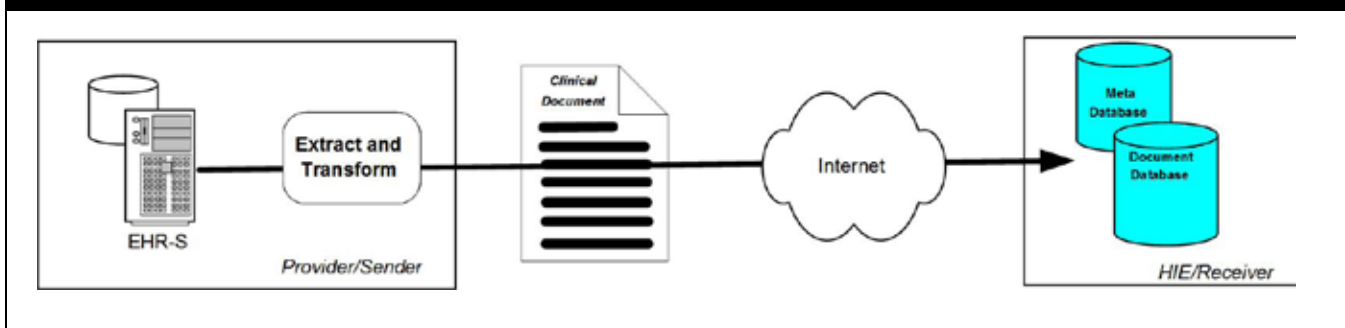 EHR-S
Extract and
Transform
Provider/Sender
Clinical
Document
Internet
Meta
Database
Document
Database
HIE/Receiver